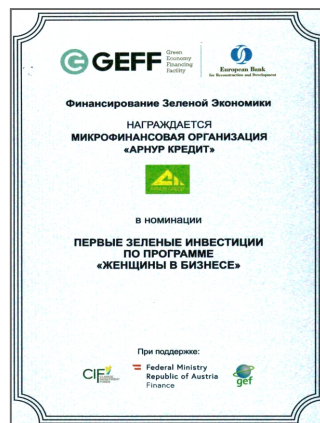 GEFF
Green
Economy
Financing
Facility
European Bank
for Reconstruction and Development
Финансирование Зеленой Экономики
НАГРАЖДАЕТСЯ
МИКРОФИНАНСОВАЯ ОРГАНИЗАЦИЯ
«АРНУР КРЕДИТ»
в номинации
ПЕРВЫЕ ЗЕЛЕНЫЕ ИНВЕСТИЦИИ
ПО ПРОГРАММЕ
«ЖЕНЩИНЫ В БИЗНЕСЕ»
При поддержке:
CIF
Federal Ministry
Republic of Austria
Finance
gef